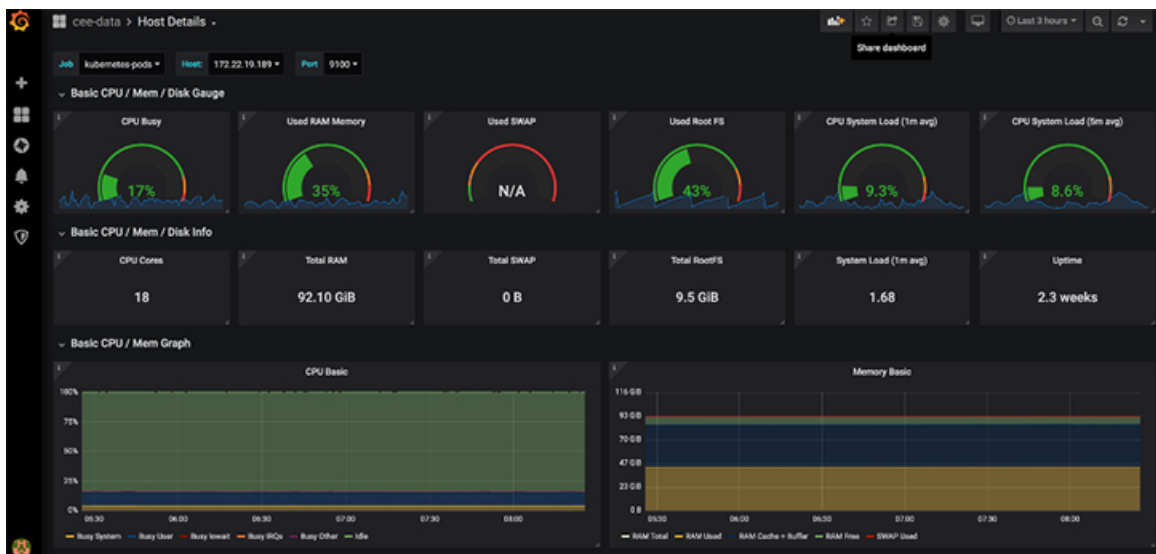 cee-data > Host Details
Last 3 hours
Share dashboard
Job kubernetes-pods Host: 172.22.19.189 Port 9100
Basic CPU / Mem / Disk Gauge
CPU Busy Used RAM Memory Used SWAP Used Root FS CPU System Load (1m avg) CPU System Load (5m avg)
17% 35% N/A 43% 9.3% 8.6%
Basic CPU / Mem / Disk Info
CPU Cores Total RAM Total SWAP Total RootFS System Load (1m avg) Uptime
18 92.10 GiB 0 B 9.5 GiB 1.68 2.3 weeks
Basic CPU / Mem Graph
CPU Basic Memory Basic
100% 116 GiB
75% 93 GiB
70 GiB
50% 47 GiB
25% 23 GiB
0% 0 B
05:30 06:00 06:30 07:00 07:30 08:00 05:30 06:00 06:30 07:00 07:30 08:00
Busy System Busy User Busy Iowait Busy IRQs Busy Other Idle RAM Total RAM Used RAM Cache + Buffer RAM Free SWAP Used